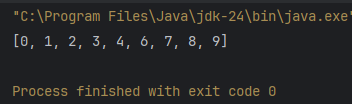 "C:\Program Files\Java\jdk-24\bin\java.exe"
[0, 1, 2, 3, 4, 6, 7, 8, 9]
Process finished with exit code 0